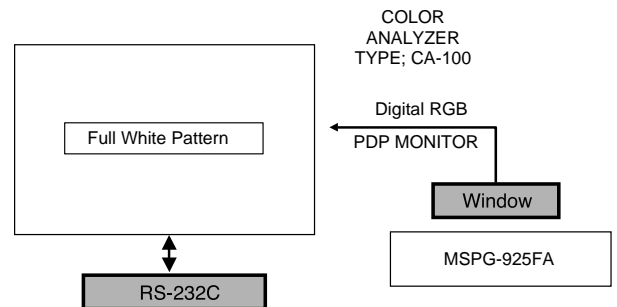 COLOR
ANALYZER
TYPE; CA-100
Digital RGB
Full White Pattern
PDP MONITOR
Window
MSPG-925FA
RS-232C